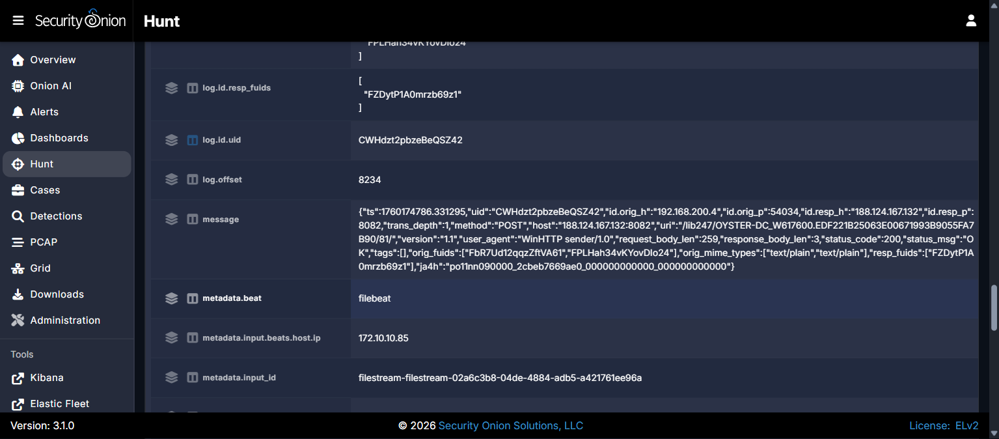 Security Onion
Hunt
Overview
Onion AI
Alerts
Dashboards
Hunt
Cases
Detections
PCAP
Grid
Downloads
Administration
Tools
Kibana
Elastic Fleet
"FPLHah34vKYovDlo24"
]
log.id.resp_fuids
[
"FZDytP1A0mrzb69z1"
]
log.id.uid
CWHdzt2pbzeBeQSZ42
log.offset
8234
message
{"ts":1760174786.331295,"uid":"CWHdzt2pbzeBeQSZ42","id.orig_h":"192.168.200.4","id.orig_p":54034,"id.resp_h":"188.124.167.132","id.resp_p":
8082,"trans_depth":1,"method":"POST","host":"188.124.167.132:8082","uri":"/lib247/OYSTER-DC_W617600.EDF221B25063E00671993B9055FA7
B90/81/","version":"1.1","user_agent":"WinHTTP sender/1.0","request_body_len":259,"response_body_len":3,"status_code":200,"status_msg":"O
K","tags":[],"orig_fuids":["FbR7Ud12qqzZftVA61","FPLHah34vKYovDlo24"],"orig_mime_types":["text/plain","text/plain"],"resp_fuids":["FZDytP1A
0mrzb69z1"],"ja4h":"po11nn090000_2cbeb7669ae0_000000000000_000000000000"}
metadata.beat
filebeat
metadata.input.beats.host.ip
172.10.10.85
metadata.input_id
filestream-filestream-02a6c3b8-04de-4884-adb5-a421761ee96a
Version: 3.1.0
© 2026 Security Onion Solutions, LLC
License: ELv2